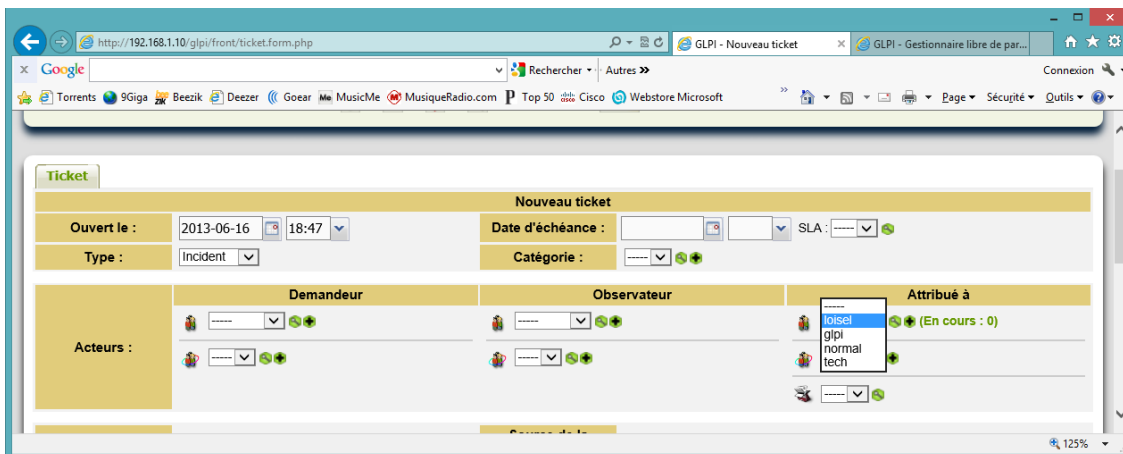 http://192.168.1.10/glpi/front/ticket.form.php
GLPI - Nouveau ticket
GLPI - Gestionnaire libre de par...
x Google Rechercher Autres » Connexion
Torrents 9Giga ZIK Beezik Deezer Goear Me MusicMe MusiqueRadio.com P Top 50 Cisco Webstore Microsoft » Page Sécurité Outils
Ticket
Nouveau ticket
Ouvert le : 2013-06-16 18:47 Date d'échéance : SLA : -----
Type : Incident Catégorie : -----
Demandeur Observateur Attribué à
Acteurs :
----- ----- -----
loisel (En cours : 0)
glpi
normal
tech
----- ----- -----
125%